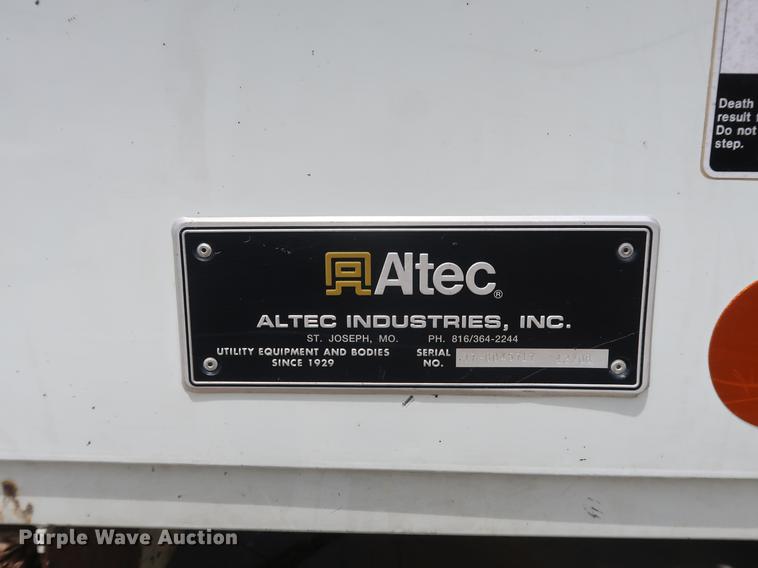 Death
result
Do not
step.
Altec®
ALTEC INDUSTRIES, INC.
ST. JOSEPH, MO. PH. 816/364-2244
UTILITY EQUIPMENT AND BODIES SERIAL
SINCE 1929 NO.
Purple Wave Auction